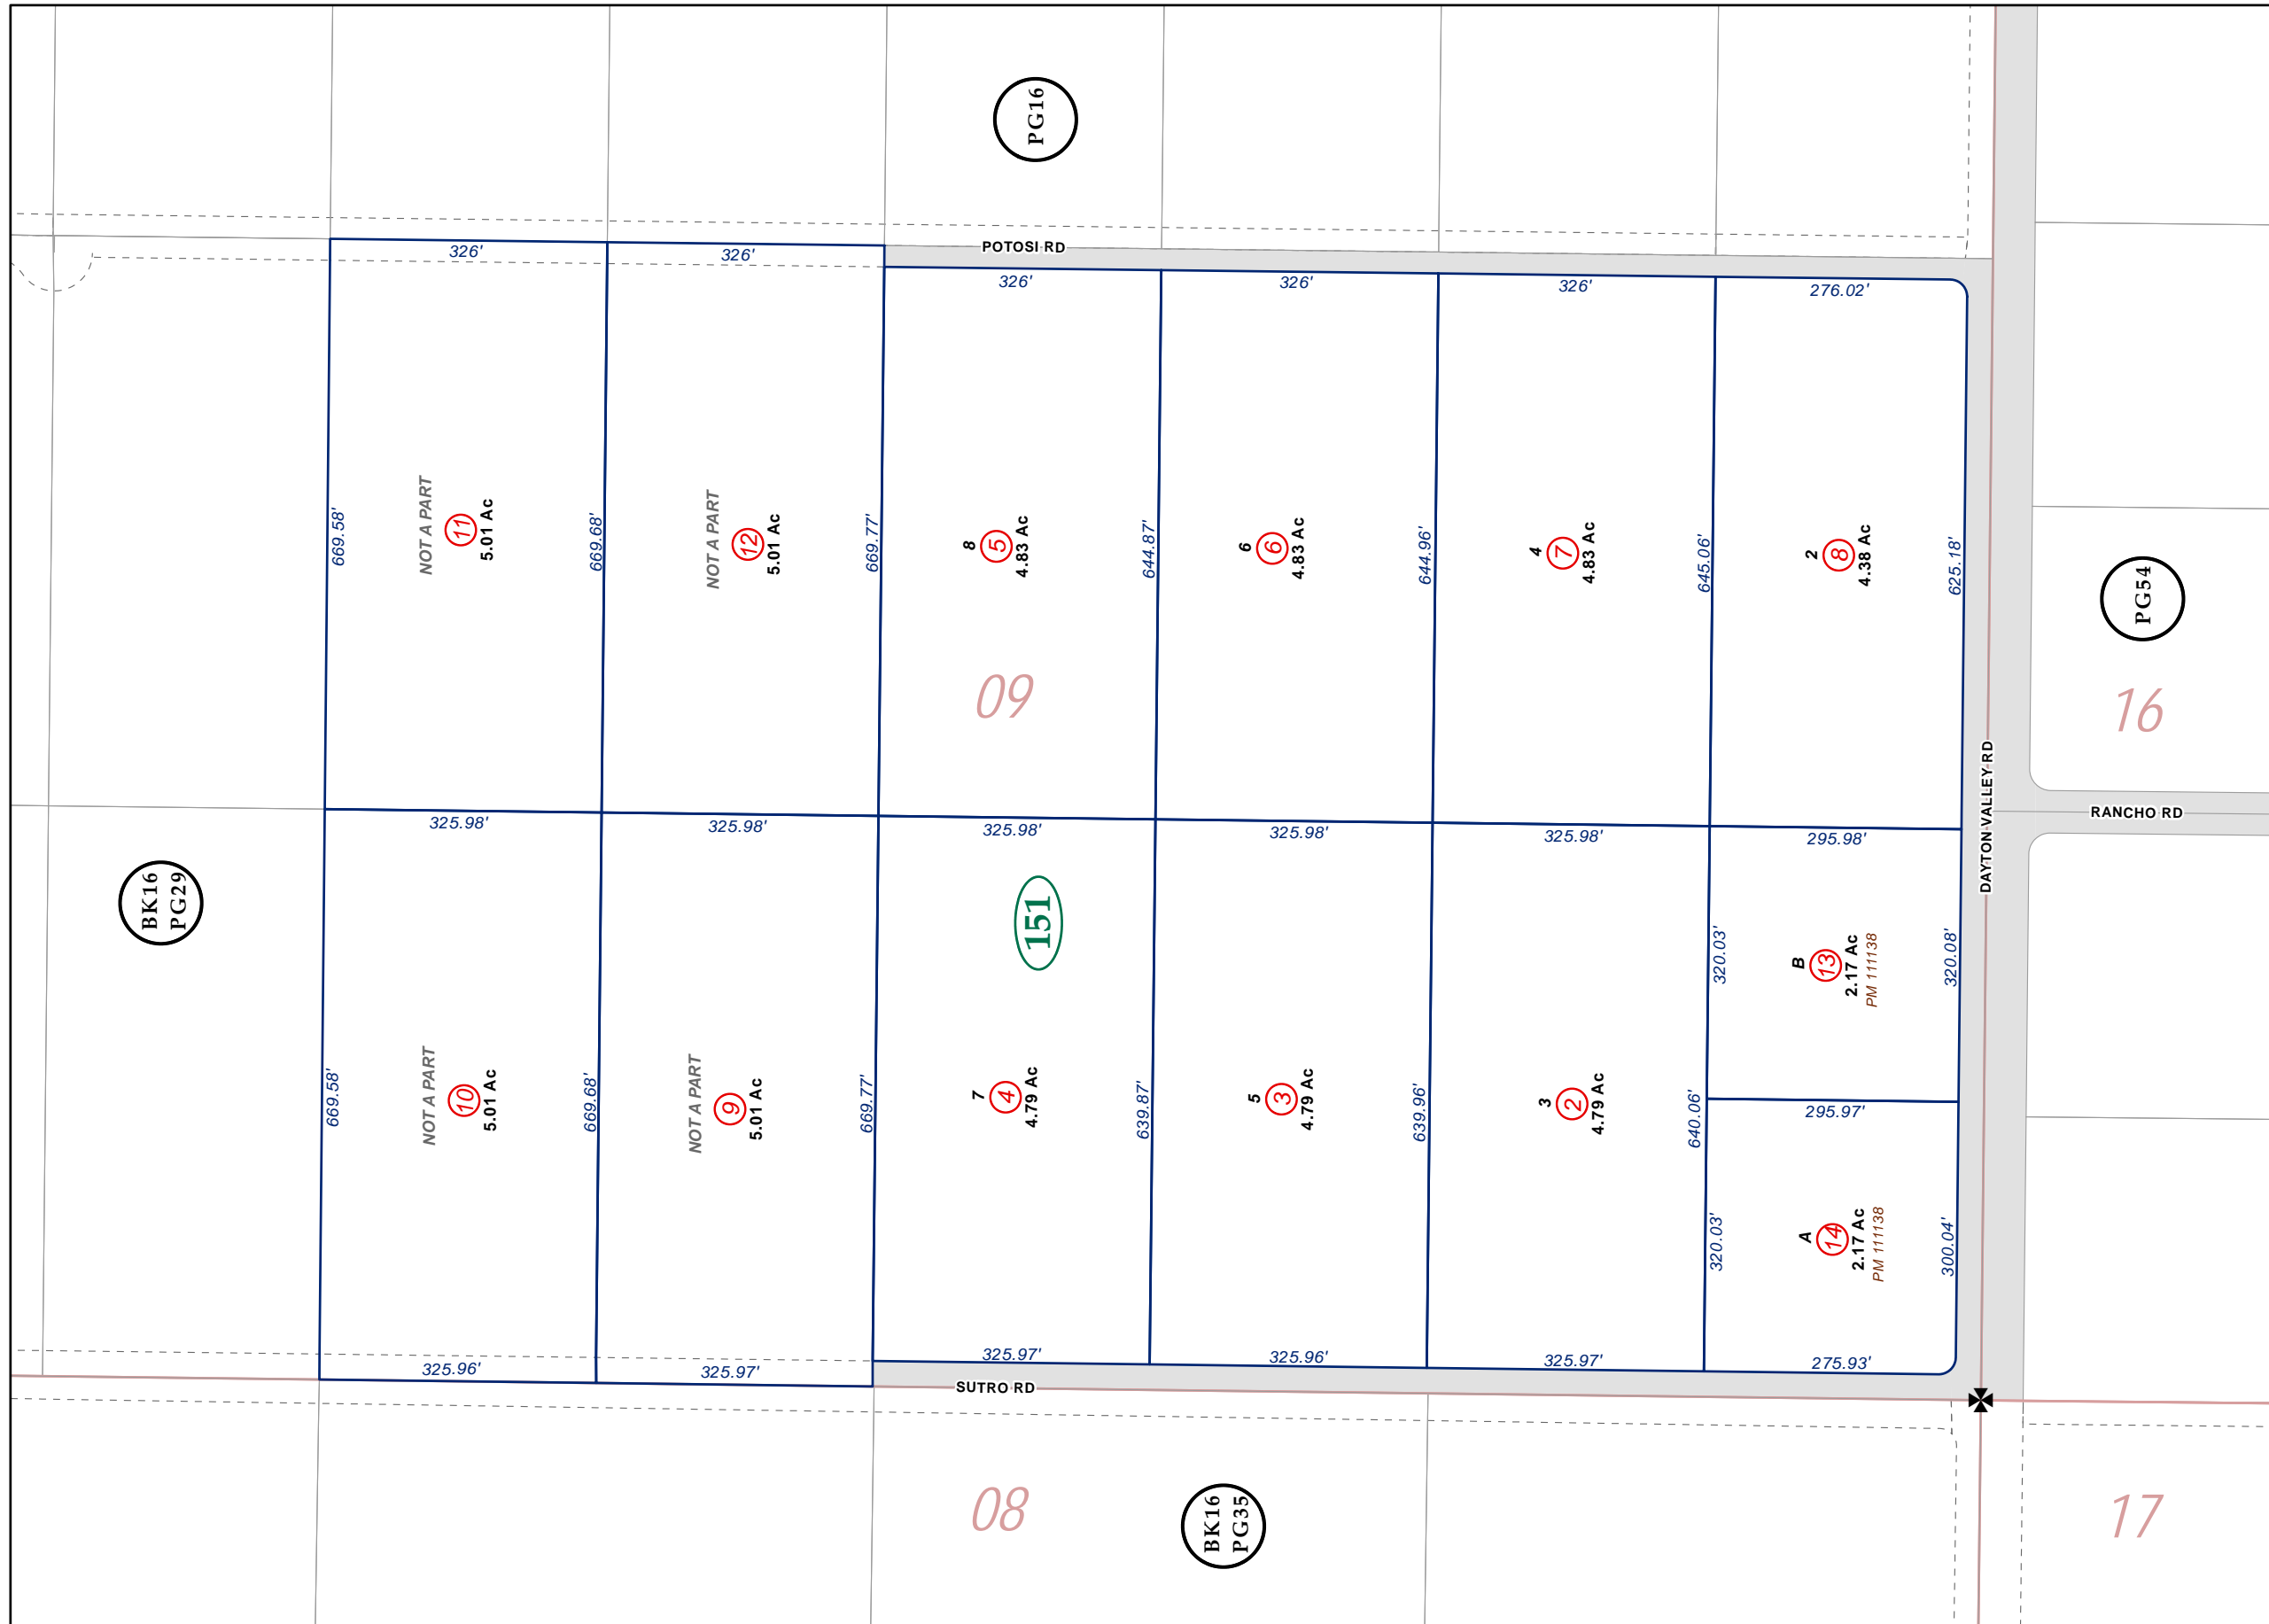 PG16
POTOSI RD
326'
326'
326'
326'
326'
276.02'
669.58'
NOT A PART
11
5.01 Ac
669.68'
NOT A PART
12
5.01 Ac
669.77'
8
5
4.83 Ac
644.87'
6
6
4.83 Ac
644.96'
4
7
4.83 Ac
645.06'
2
8
4.38 Ac
625.18'
PG54
09
16
DAYTON VALLEY RD
RANCHO RD
325.98'
325.98'
325.98'
325.98'
325.98'
295.98'
BK16
PG29
151
320.03'
B
13
2.17 Ac
PM 111138
320.08'
669.58'
NOT A PART
10
5.01 Ac
669.68'
NOT A PART
9
5.01 Ac
669.77'
7
4
4.79 Ac
639.87'
5
3
4.79 Ac
639.96'
3
2
4.79 Ac
640.06'
295.97'
320.03'
A
14
2.17 Ac
PM 111138
300.04'
325.96'
325.97'
325.97'
325.96'
325.97'
275.93'
SUTRO RD
08
BK16
PG35
17